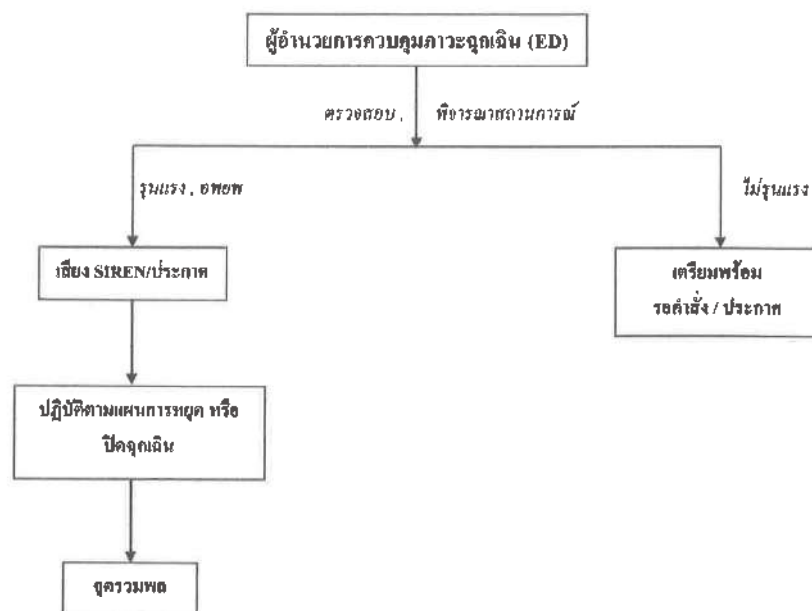 ผู้อำนวยการควบคุมภาวะฉุกเฉิน (ED)
ตรวจสอบ , พิจารณาสถานการณ์
รุนแรง , อพยพ
ไม่รุนแรง
เสียง SIREN/ประกาศ
เตรียมพร้อม
รอคำสั่ง / ประกาศ
ปฏิบัติตามแผนการหยุด หรือ
ปิดฉุกเฉิน
จุดรวมพล